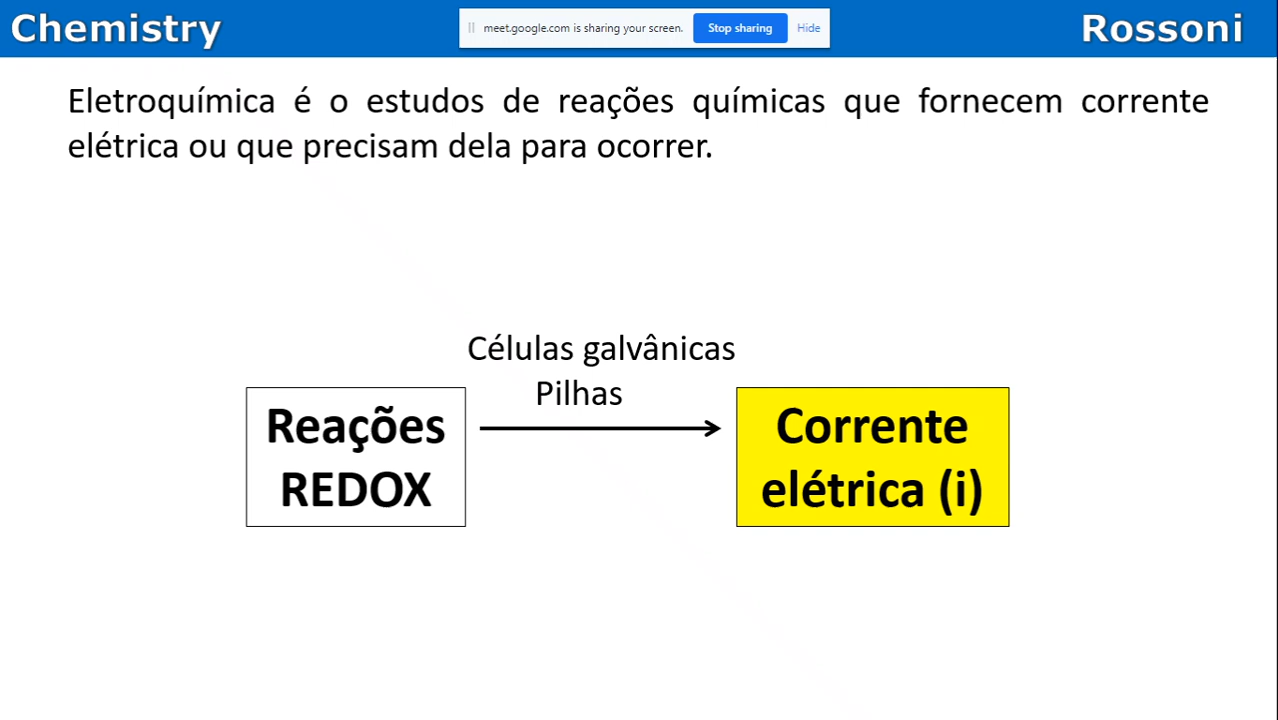 Chemistry
meet.google.com is sharing your screen. Stop sharing Hide
Rossoni
Eletroquímica é o estudos de reações químicas que fornecem corrente
elétrica ou que precisam dela para ocorrer.
Células galvânicas
Pilhas
Reações
REDOX
Corrente
elétrica (i)